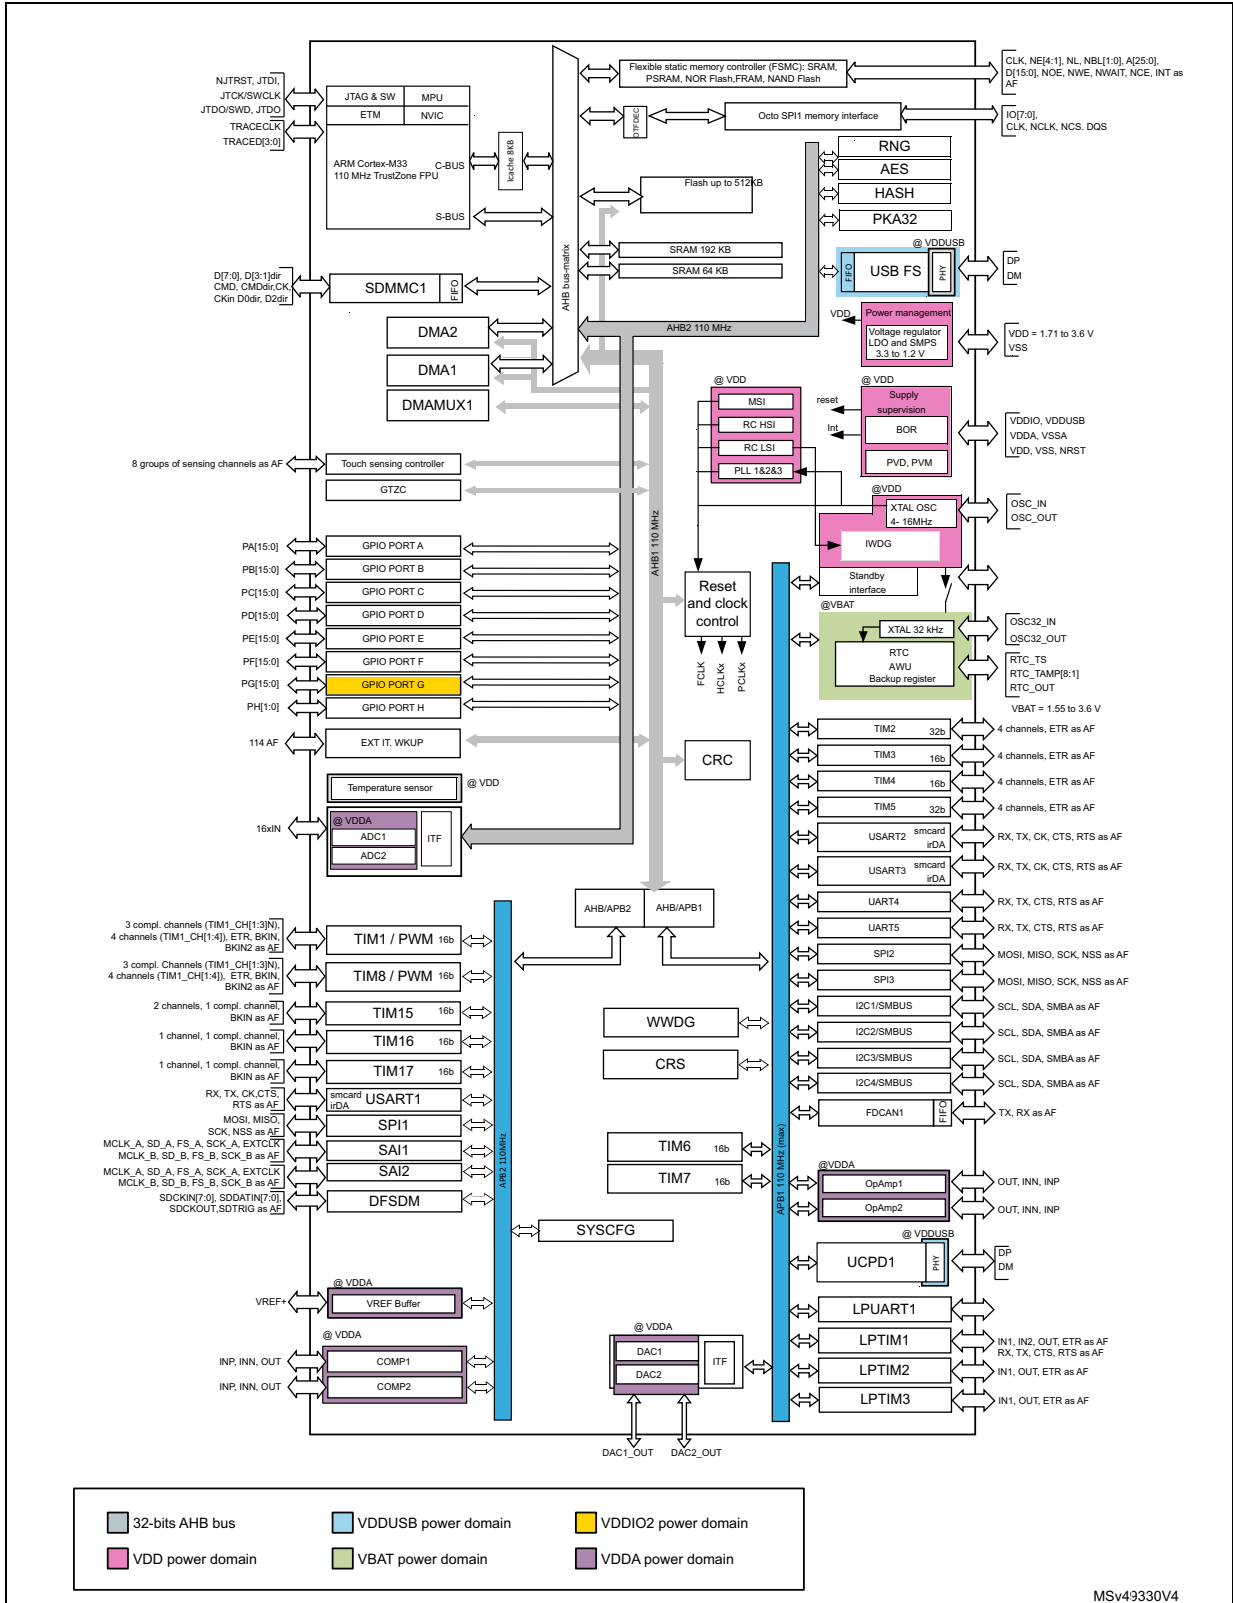 NJTRST, JTDI,
JTCK/SWCLK
JTDO/SWD, JTDO
TRACECLK
TRACED[3:0]
JTAG & SW
MPU
ETM
NVIC
ARM Cortex-M33
110 MHz TrustZone FPU
C-BUS
S-BUS
Icache 8KB
AHB bus-matrix
Flexible static memory controller (FSMC): SRAM,
PSRAM, NOR Flash,FRAM, NAND Flash
CLK, NE[4:1], NL, NBL[1:0], A[25:0],
D[15:0], NOE, NWE, NWAIT, NCE, INT as
AF
OTFDEC
Octo SPI1 memory interface
IO[7:0],
CLK, NCLK, NCS. DQS
RNG
AES
HASH
PKA32
Flash up to 512KB
SRAM 192 KB
SRAM 64 KB
@ VDDUSB
FIFO
USB FS
PHY
DP
DM
D[7:0], D[3:1]dir
CMD, CMDdir,CK,
CKin D0dir, D2dir
SDMMC1
FIFO
AHB2 110 MHz
VDD
Power management
Voltage regulator
LDO and SMPS
3.3 to 1.2 V
VDD = 1.71 to 3.6 V
VSS
DMA2
DMA1
DMAMUX1
@ VDD
MSI
RC HSI
RC LSI
PLL 1&2&3
@ VDD
reset
Int
Supply
supervision
BOR
PVD, PVM
VDDIO, VDDUSB
VDDA, VSSA
VDD, VSS, NRST
8 groups of sensing channels as AF
Touch sensing controller
GTZC
@VDD
XTAL OSC
4- 16MHz
IWDG
OSC_IN
OSC_OUT
Standby
interface
AHB1 110 MHz
PA[15:0]
GPIO PORT A
PB[15:0]
GPIO PORT B
PC[15:0]
GPIO PORT C
PD[15:0]
GPIO PORT D
PE[15:0]
GPIO PORT E
PF[15:0]
GPIO PORT F
PG[15:0]
GPIO PORT G
PH[1:0]
GPIO PORT H
Reset
and clock
control
FCLK
HCLKx
PCLKx
@VBAT
XTAL 32 kHz
RTC
AWU
Backup register
OSC32_IN
OSC32_OUT
RTC_TS
RTC_TAMP[8:1]
RTC_OUT
VBAT = 1.55 to 3.6 V
114 AF
EXT IT. WKUP
CRC
Temperature sensor
@ VDD
16xIN
@ VDDA
ADC1
ADC2
ITF
TIM2
32b
4 channels, ETR as AF
TIM3
16b
4 channels, ETR as AF
TIM4
16b
4 channels, ETR as AF
TIM5
32b
4 channels, ETR as AF
USART2
smcard
irDA
RX, TX, CK, CTS, RTS as AF
USART3
smcard
irDA
RX, TX, CK, CTS, RTS as AF
UART4
RX, TX, CTS, RTS as AF
UART5
RX, TX, CTS, RTS as AF
SPI2
MOSI, MISO, SCK, NSS as AF
SPI3
MOSI, MISO, SCK, NSS as AF
I2C1/SMBUS
SCL, SDA, SMBA as AF
I2C2/SMBUS
SCL, SDA, SMBA as AF
I2C3/SMBUS
SCL, SDA, SMBA as AF
I2C4/SMBUS
SCL, SDA, SMBA as AF
FDCAN1
FIFO
TX, RX as AF
AHB/APB2
AHB/APB1
3 compl. channels (TIM1_CH[1:3]N),
4 channels (TIM1_CH[1:4]), ETR, BKIN,
BKIN2 as AF
TIM1 / PWM
16b
3 compl. Channels (TIM1_CH[1:3]N),
4 channels (TIM1_CH[1:4]), ETR, BKIN,
BKIN2 as AF
TIM8 / PWM
16b
2 channels, 1 compl. channel,
BKIN as AF
TIM15
16b
1 channel, 1 compl. channel,
BKIN as AF
TIM16
16b
1 channel, 1 compl. channel,
BKIN as AF
TIM17
16b
RX, TX, CK,CTS,
RTS as AF
smcard
irDA
USART1
MOSI, MISO,
SCK, NSS as AF
SPI1
MCLK_A, SD_A, FS_A, SCK_A, EXTCLK
MCLK_B, SD_B, FS_B, SCK_B as AF
SAI1
MCLK_A, SD_A, FS_A, SCK_A, EXTCLK
MCLK_B, SD_B, FS_B, SCK_B as AF
SAI2
SDCKIN[7:0], SDDATIN[7:0],
SDCKOUT,SDTRIG as AF
DFSDM
APB2 110MHz
WWDG
CRS
TIM6
16b
TIM7
16b
APB1 110 MHz (max)
SYSCFG
@VDDA
OpAmp1
OUT, INN, INP
OpAmp2
OUT, INN, INP
@ VDDUSB
UCPD1
PHY
DP
DM
@ VDDA
VREF+
VREF Buffer
LPUART1
LPTIM1
IN1, IN2, OUT, ETR as AF
RX, TX, CTS, RTS as AF
LPTIM2
IN1, OUT, ETR as AF
LPTIM3
IN1, OUT, ETR as AF
@ VDDA
INP, INN, OUT
COMP1
INP, INN, OUT
COMP2
@ VDDA
DAC1
DAC2
ITF
DAC1_OUT
DAC2_OUT
32-bits AHB bus
VDDUSB power domain
VDDIO2 power domain
VDD power domain
VBAT power domain
VDDA power domain
MSv49330V4